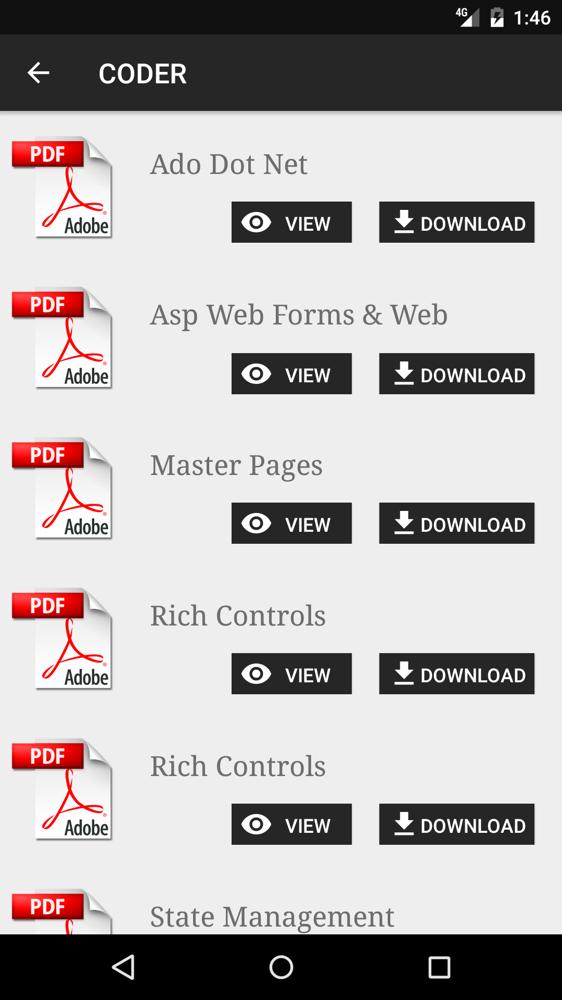 4G 1:46
CODER
PDF
Adobe
Ado Dot Net
VIEW DOWNLOAD
PDF
Adobe
Asp Web Forms & Web
VIEW DOWNLOAD
PDF
Adobe
Master Pages
VIEW DOWNLOAD
PDF
Adobe
Rich Controls
VIEW DOWNLOAD
PDF
Adobe
Rich Controls
VIEW DOWNLOAD
PDF
State Management